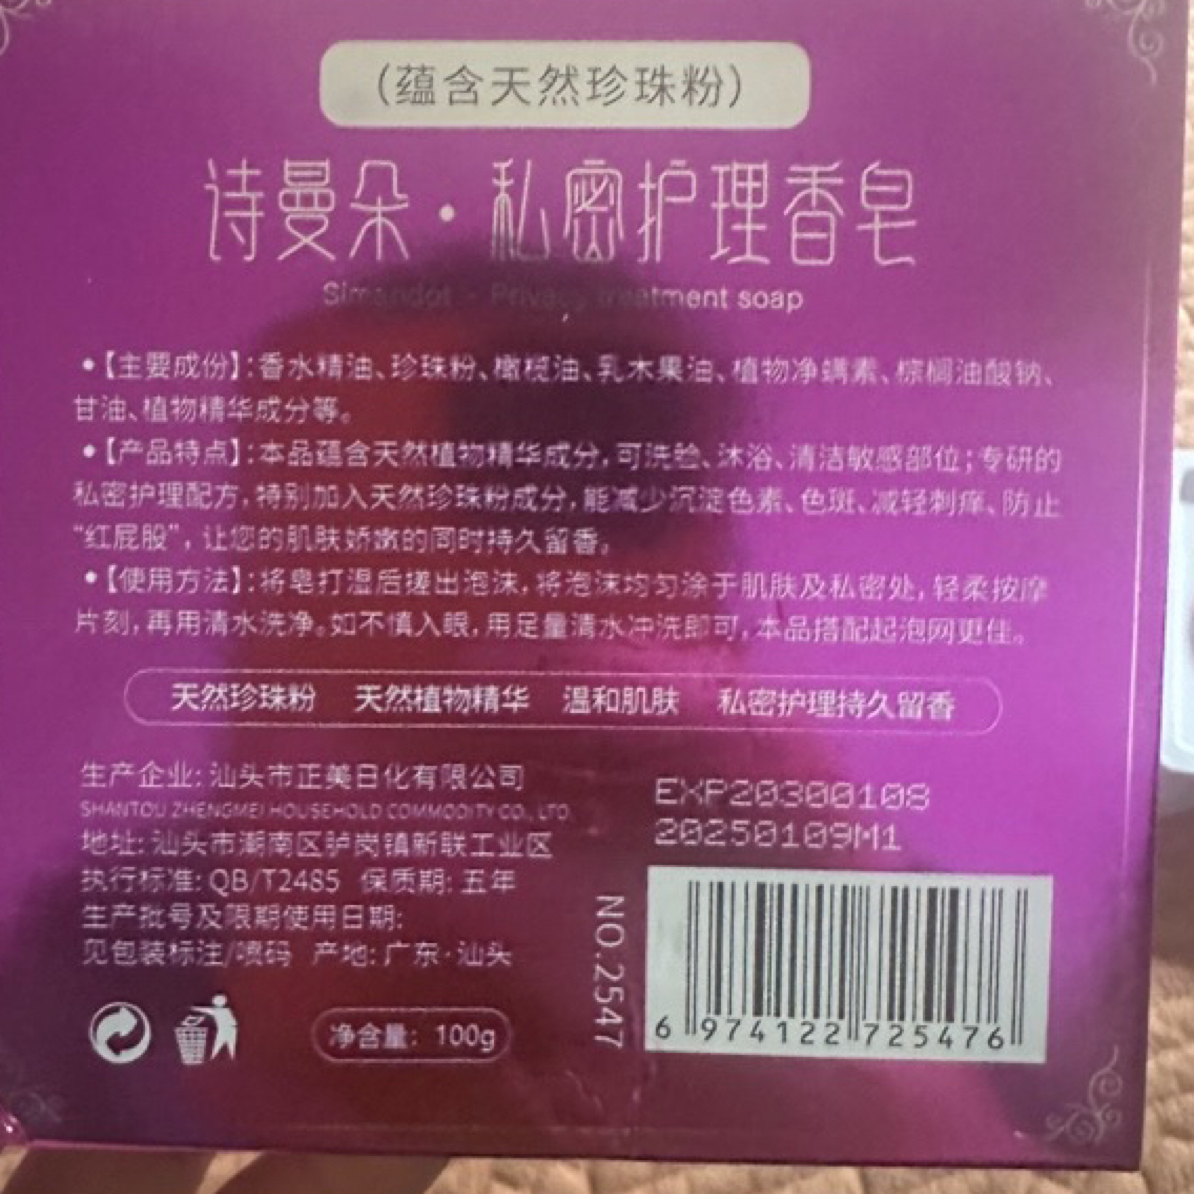 （蕴含天然珍珠粉）
诗曼朵·私密护理香皂
Simandot - Privacy treatment soap
•【主要成份】：香水精油、珍珠粉、橄榄油、乳木果油、植物净螨素、棕榈油酸钠、
甘油、植物精华成分等。
•【产品特点】：本品蕴含天然植物精华成分，可洗脸、沐浴、清洁敏感部位；专研的
私密护理配方，特别加入天然珍珠粉成分，能减少沉淀色素、色斑、减轻刺痒、防止
“红屁股”，让您的肌肤娇嫩的同时持久留香。
•【使用方法】：将皂打湿后搓出泡沫，将泡沫均匀涂于肌肤及私密处，轻柔按摩
片刻，再用清水洗净。如不慎入眼，用足量清水冲洗即可，本品搭配起泡网更佳。
天然珍珠粉 天然植物精华 温和肌肤 私密护理持久留香
生产企业：汕头市正美日化有限公司
SHANTOU ZHENGMEI HOUSEHOLD COMMODITY CO., LTD
地址：汕头市潮南区胪岗镇新联工业区
执行标准：QB/T2485 保质期：五年
生产批号及限期使用日期：
见包装标注/喷码 产地：广东·汕头
净含量：100g
EXP20300108
20250109M1
NO.2547
6 974122 725476